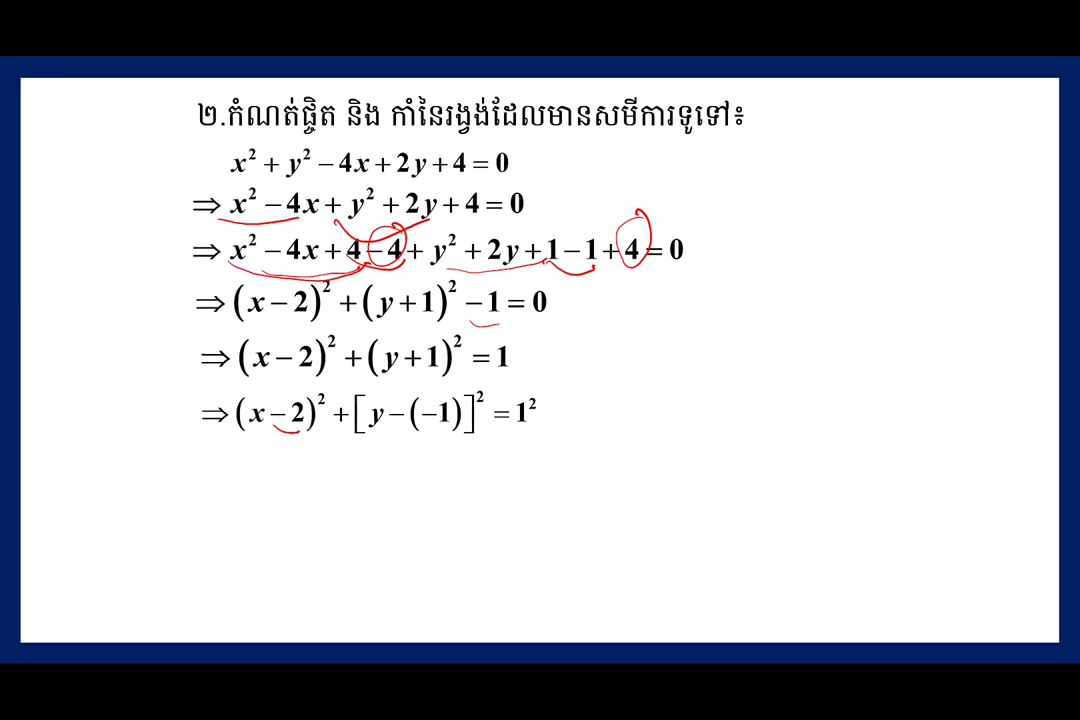 ២.កំណត់ផ្ចិត និង កាំនៃរង្វង់ដែលមានសមីការទូទៅ៖
x² + y² − 4x + 2y + 4 = 0
⇒ x² − 4x + y² + 2y + 4 = 0
⇒ x² − 4x + 4 − 4 + y² + 2y + 1 − 1 + 4 = 0
⇒ (x − 2)² + (y + 1)² − 1 = 0
⇒ (x − 2)² + (y + 1)² = 1
⇒ (x − 2)² + [y − (−1)]² = 1²